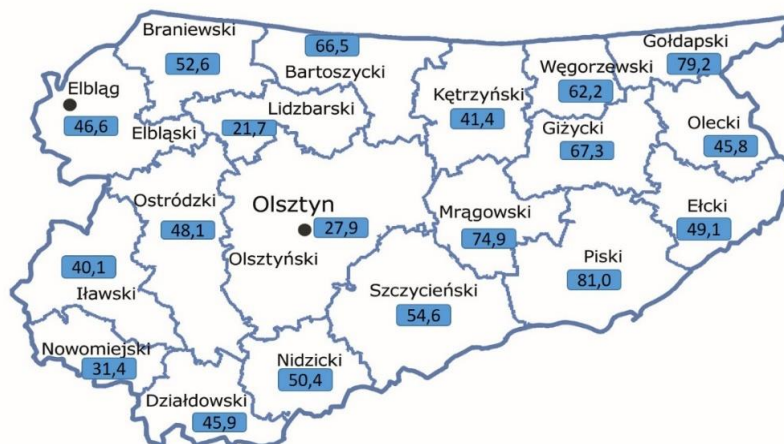 Braniewski
52,6
66,5
Bartoszycki
Gołdapski
79,2
Węgorzewski
62,2
Elbląg
46,6
Elbląski
Lidzbarski
21,7
Kętrzyński
41,4
Giżycki
67,3
Olecki
45,8
Ostródzki
48,1
Olsztyn
27,9
Olsztyński
Mrągowski
74,9
Ełcki
49,1
Piski
81,0
40,1
Iławski
Szczycieński
54,6
Nowomiejski
31,4
Nidzicki
50,4
Działdowski
45,9